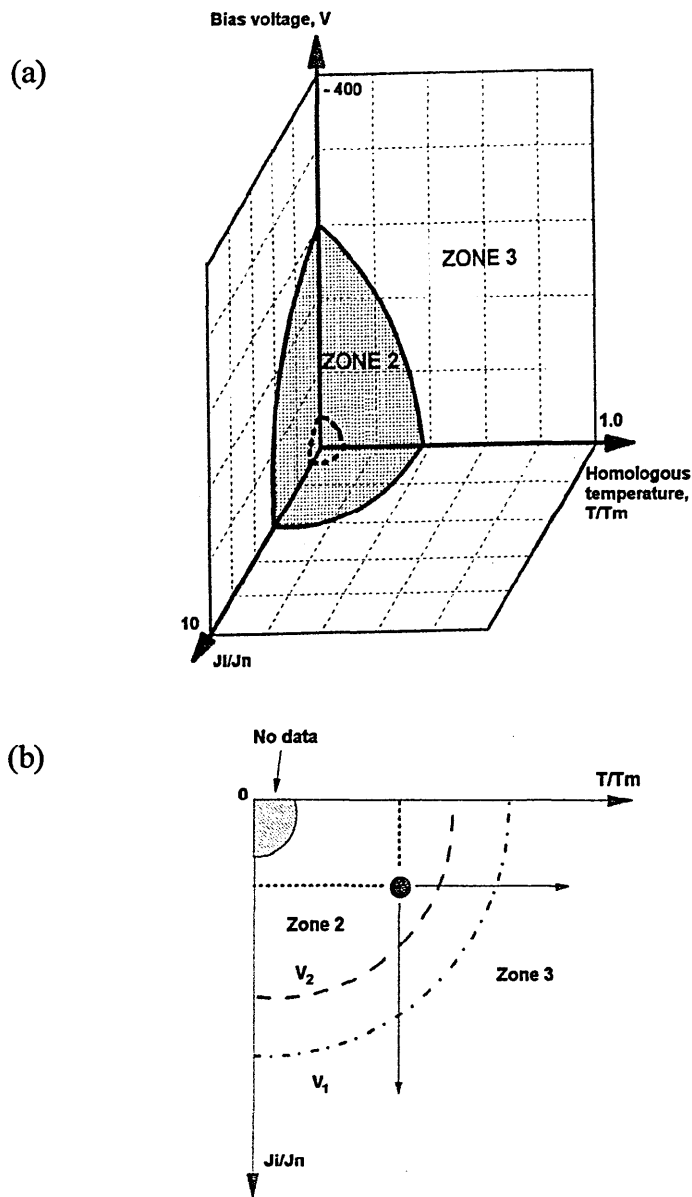 Bias voltage, V
(a)
- 400
ZONE 3
ZONE 2
1.0
Homologous
temperature,
T/Tm
10
Ji/Jn
(b)
No data
0
T/Tm
Zone 2
V2
Zone 3
V1
Ji/Jn